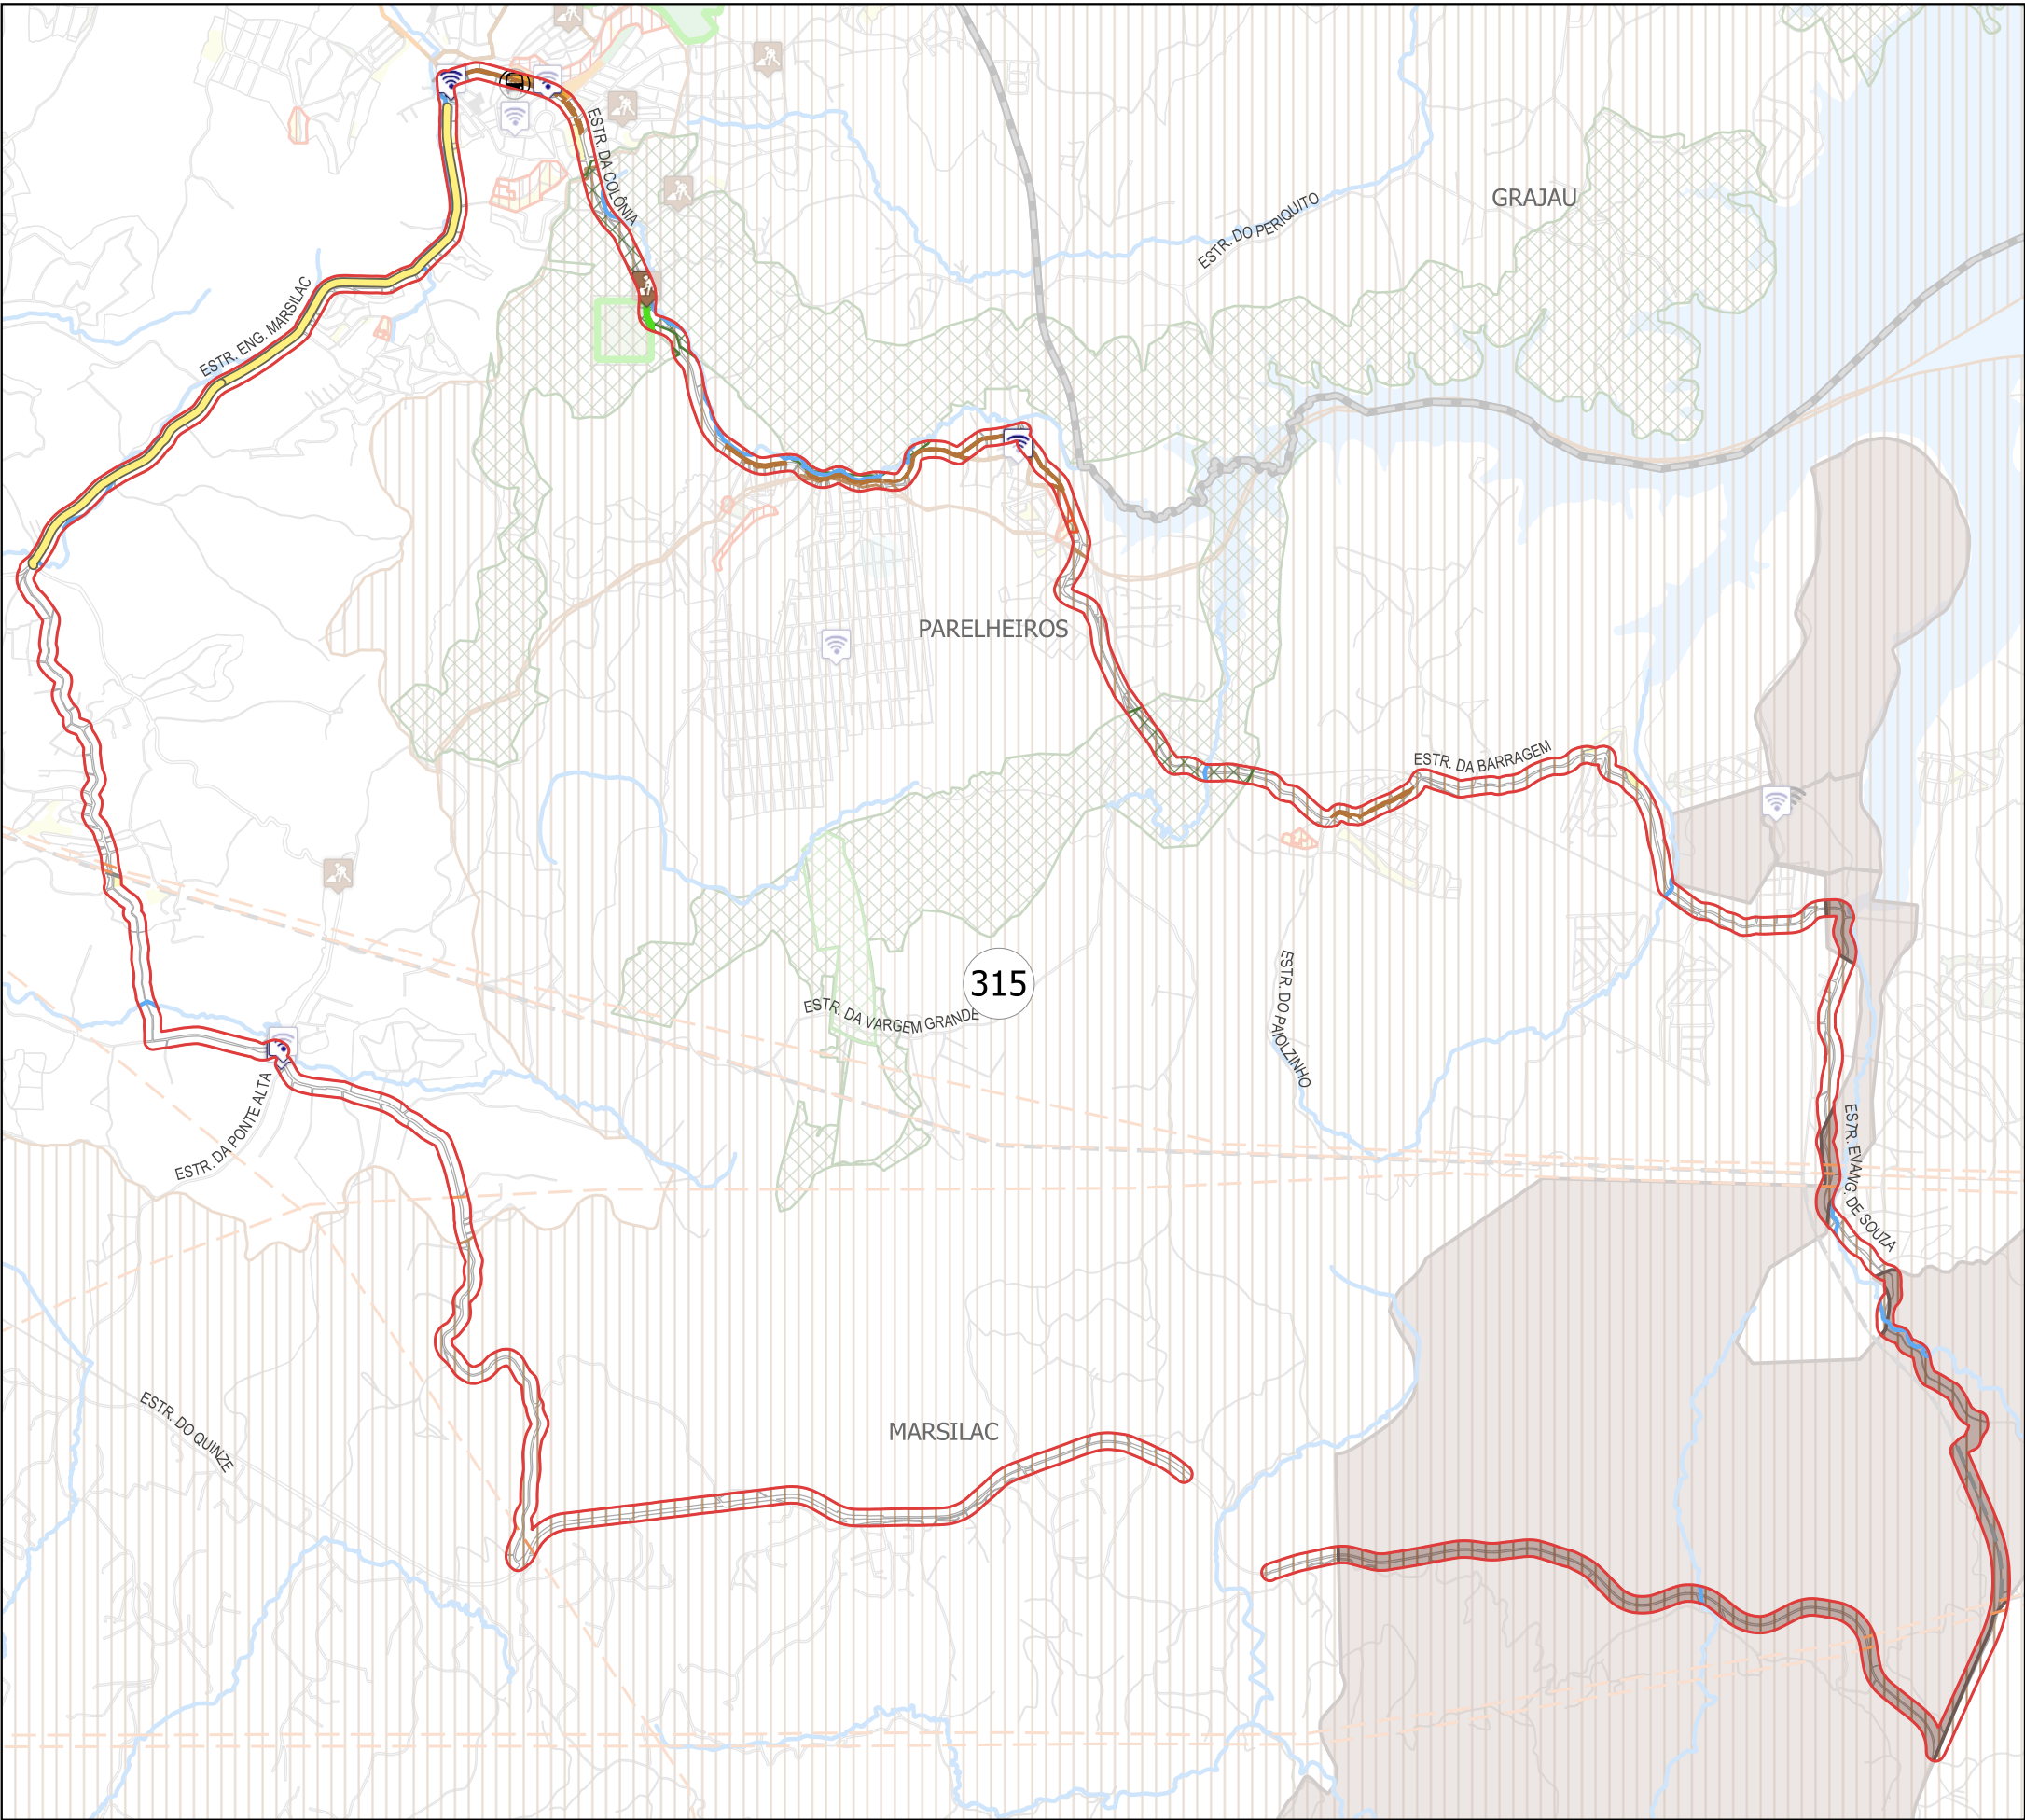 ESTR. DA COLÔNIA
GRAJAU
ESTR. DO PERIQUITO
ESTR. ENG. MARSILAC
PARELHEIROS
ESTR. DA BARRAGEM
315
ESTR. DA VARGEM GRANDE
ESTR. DO PAIOLZINHO
ESTR. DA PONTE ALTA
ESTR. EVANG. DE SOUZA
ESTR. DO QUINZE
MARSILAC